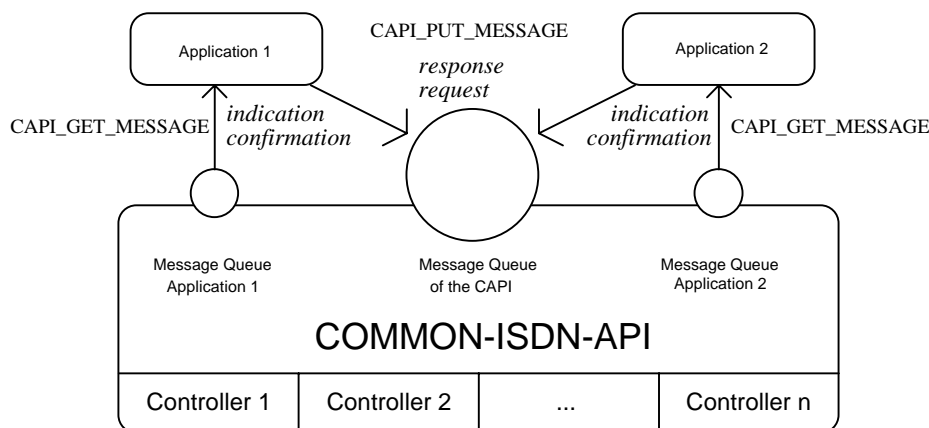 Application 1
CAPI_PUT_MESSAGE
Application 2
response
request
CAPI_GET_MESSAGE
indication
confirmation
indication
confirmation
CAPI_GET_MESSAGE
Message Queue
Application 1
Message Queue
of the CAPI
Message Queue
Application 2
COMMON-ISDN-API
Controller 1
Controller 2
...
Controller n